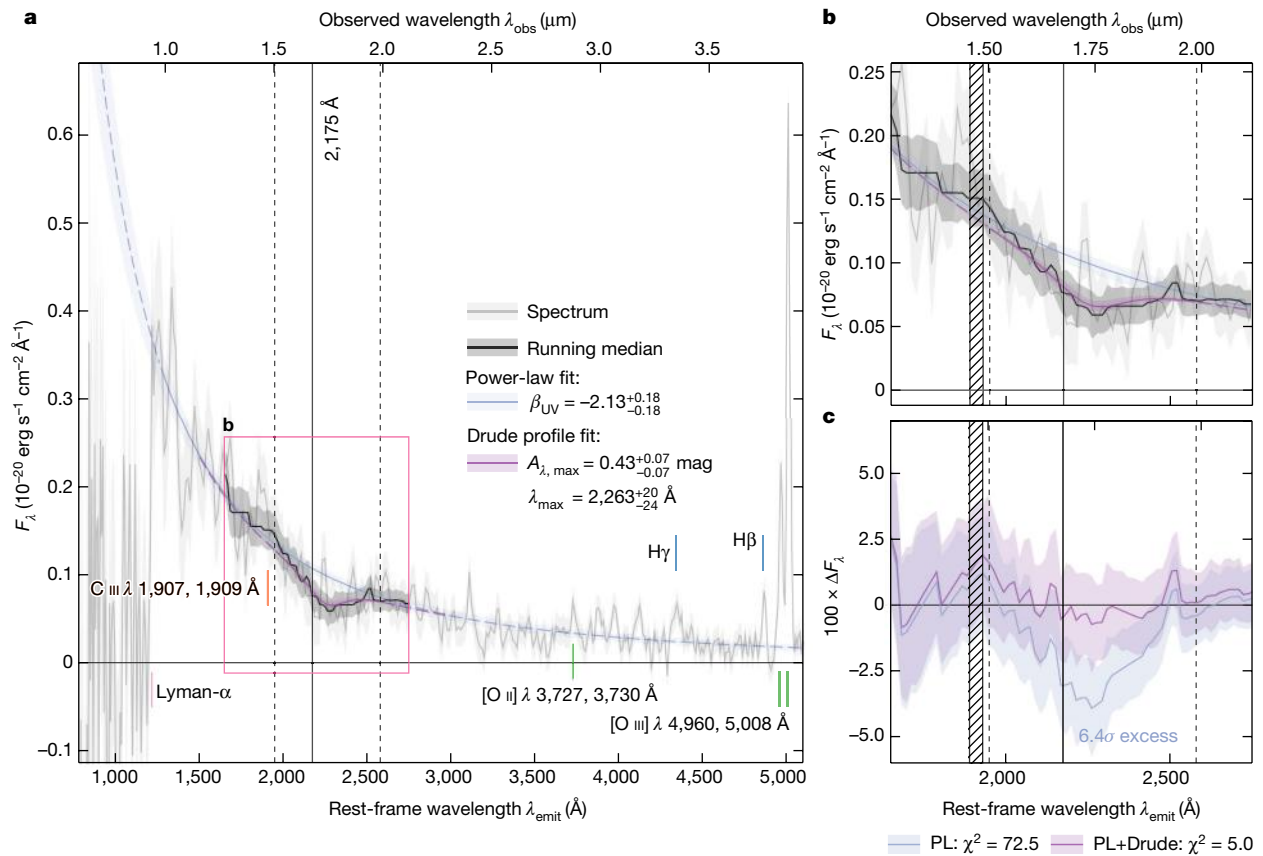 a
Observed wavelength λobs (μm)
1.0 1.5 2.0 2.5 3.0 3.5
2,175 Å
0.6
0.5
0.4
0.3
0.2
0.1
0
–0.1
Fλ (10–20 erg s–1 cm–2 Å–1)
Spectrum
Running median
Power-law fit:
βUV = –2.13+0.18–0.18
Drude profile fit:
Aλ, max = 0.43+0.07–0.07 mag
λmax = 2,263+20–24 Å
b
Hγ
Hβ
C III λ 1,907, 1,909 Å
Lyman-α
[O II] λ 3,727, 3,730 Å
[O III] λ 4,960, 5,008 Å
1,000 1,500 2,000 2,500 3,000 3,500 4,000 4,500 5,000
Rest-frame wavelength λemit (Å)
b
Observed wavelength λobs (μm)
1.50 1.75 2.00
0.25
0.20
0.15
0.10
0.05
0
Fλ (10–20 erg s–1 cm–2 Å–1)
c
5.0
2.5
0
–2.5
–5.0
100 × ΔFλ
6.4σ excess
2,000 2,500
Rest-frame wavelength λemit (Å)
PL: χ2 = 72.5 PL+Drude: χ2 = 5.0